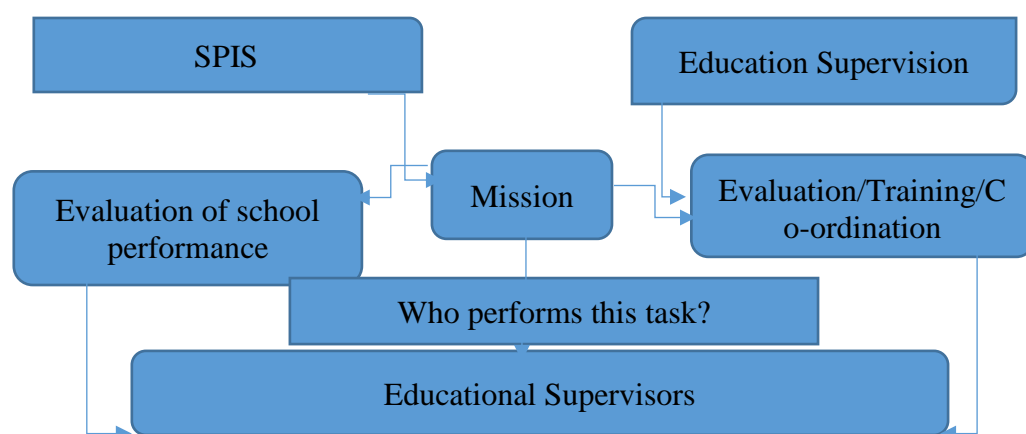 SPIS
Education Supervision
Mission
Evaluation of school
performance
Evaluation/Training/C
o-ordination
Who performs this task?
Educational Supervisors